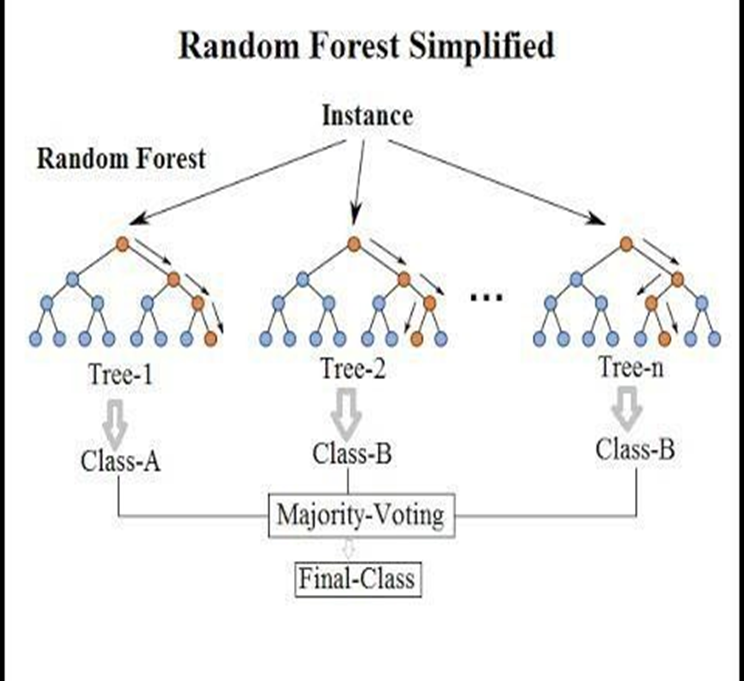 Random Forest Simplified
Instance
Random Forest
...
Tree-1
Tree-2
Tree-n
Class-A
Class-B
Class-B
Majority-Voting
Final-Class